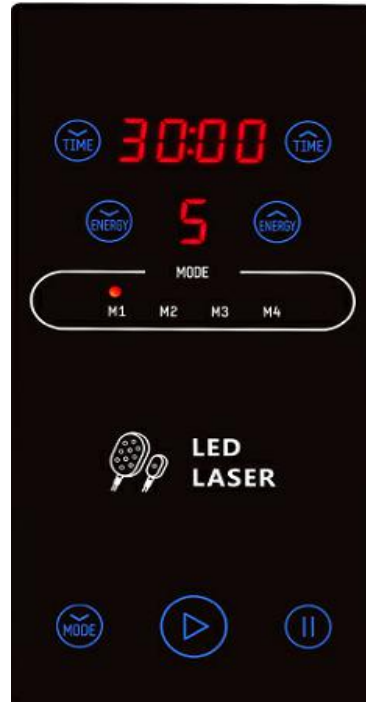 TIME 30:00 TIME
ENERGY 5 ENERGY
MODE
M1 M2 M3 M4
LED
LASER
MODE